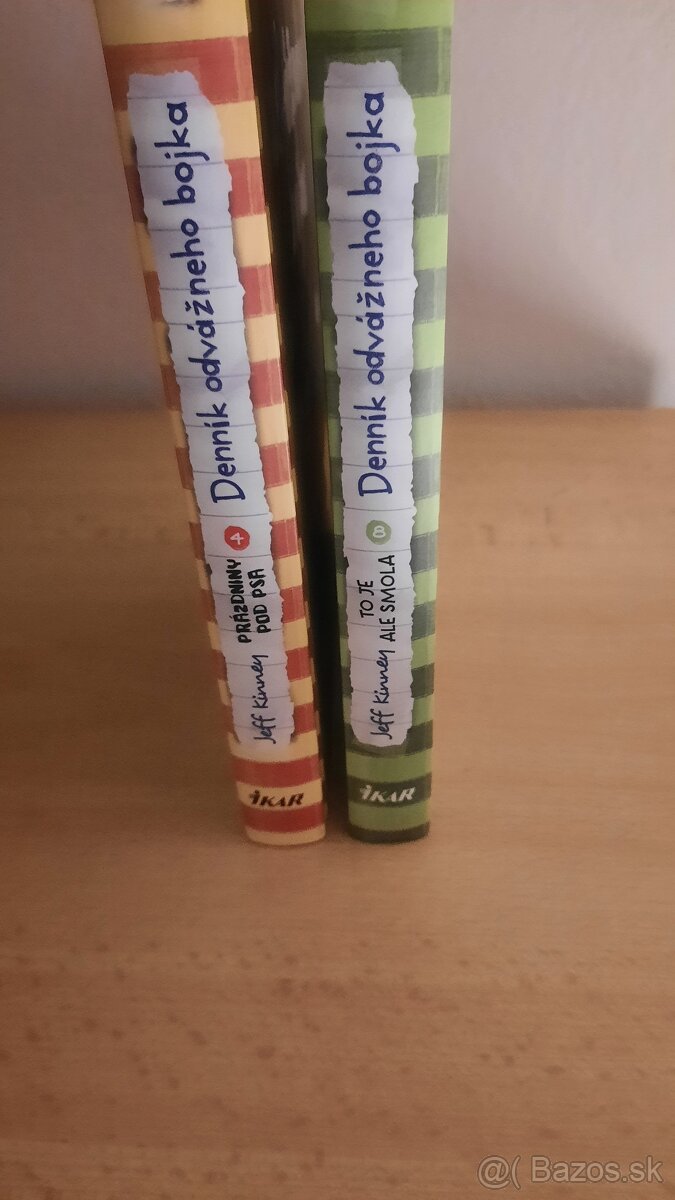 Jeff Kinney
PRÁZDNINY
POD PSA
4
Denník odvážneho bojka
iKAR
Jeff Kinney
TO JE
ALE SMOLA
8
Denník odvážneho bojka
iKAR
@( Bazos.sk